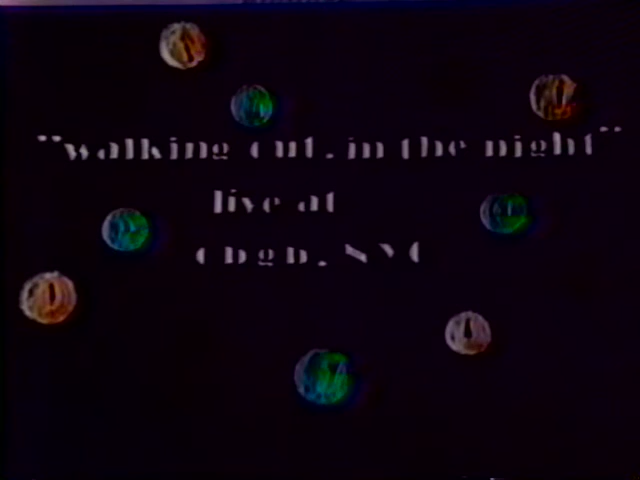 "walking out, in the night"
live at
Cbgb, NYC